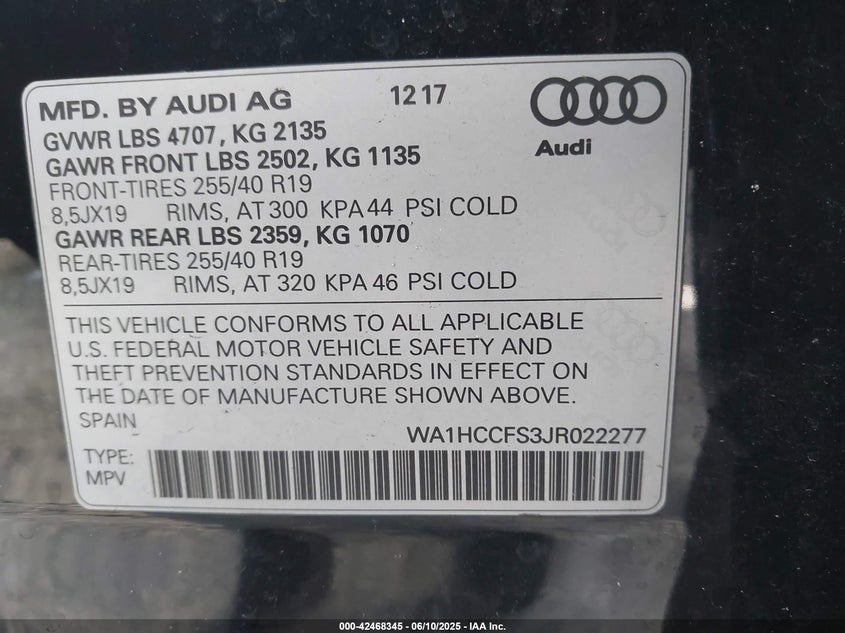 MFD. BY AUDI AG 12 17
GVWR LBS 4707, KG 2135
GAWR FRONT LBS 2502, KG 1135
FRONT-TIRES 255/40 R19
8,5JX19 RIMS, AT 300 KPA 44 PSI COLD
GAWR REAR LBS 2359, KG 1070
REAR-TIRES 255/40 R19
8,5JX19 RIMS, AT 320 KPA 46 PSI COLD
Audi
THIS VEHICLE CONFORMS TO ALL APPLICABLE
U.S. FEDERAL MOTOR VEHICLE SAFETY AND
THEFT PREVENTION STANDARDS IN EFFECT ON
THE DATE OF MANUFACTURE SHOWN ABOVE.
SPAIN
WA1HCCFS3JR022277
TYPE:
MPV
000-42468345 - 06/10/2025 - IAA Inc.